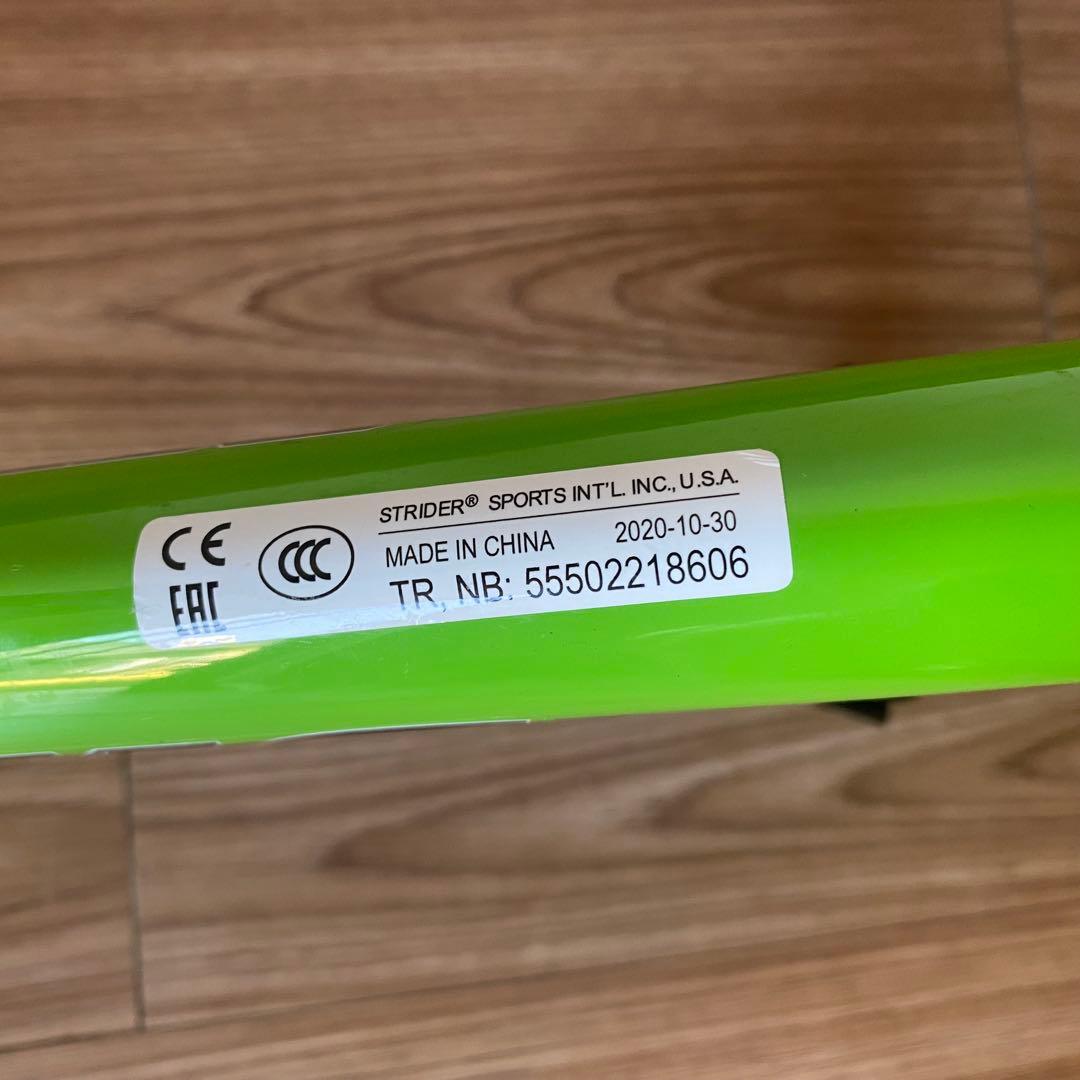 CE
EAC
CCC
STRIDER® SPORTS INT'L. INC., U.S.A.
MADE IN CHINA 2020-10-30
TR, NB: 55502218606